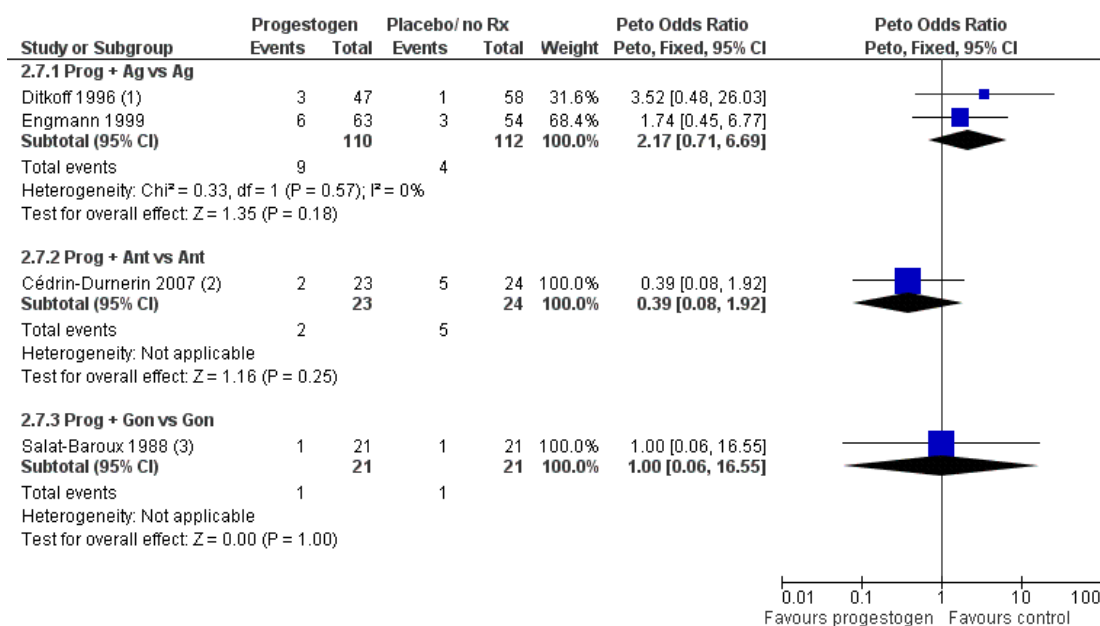 Progestogen Placebo/ no Rx Peto Odds Ratio Peto Odds Ratio
Study or Subgroup Events Total Events Total Weight Peto, Fixed, 95% CI Peto, Fixed, 95% CI
2.7.1 Prog + Ag vs Ag
Ditkoff 1996 (1) 3 47 1 58 31.6% 3.52 [0.48, 26.03]
Engmann 1999 6 63 3 54 68.4% 1.74 [0.45, 6.77]
Subtotal (95% CI) 110 112 100.0% 2.17 [0.71, 6.69]
Total events 9 4
Heterogeneity: Chi² = 0.33, df = 1 (P = 0.57); I² = 0%
Test for overall effect: Z = 1.35 (P = 0.18)
2.7.2 Prog + Ant vs Ant
Cédrin-Durnerin 2007 (2) 2 23 5 24 100.0% 0.39 [0.08, 1.92]
Subtotal (95% CI) 23 24 100.0% 0.39 [0.08, 1.92]
Total events 2 5
Heterogeneity: Not applicable
Test for overall effect: Z = 1.16 (P = 0.25)
2.7.3 Prog + Gon vs Gon
Salat-Baroux 1988 (3) 1 21 1 21 100.0% 1.00 [0.06, 16.55]
Subtotal (95% CI) 21 21 100.0% 1.00 [0.06, 16.55]
Total events 1 1
Heterogeneity: Not applicable
Test for overall effect: Z = 0.00 (P = 1.00)
0.01 0.1 1 10 100
Favours progestogen Favours control